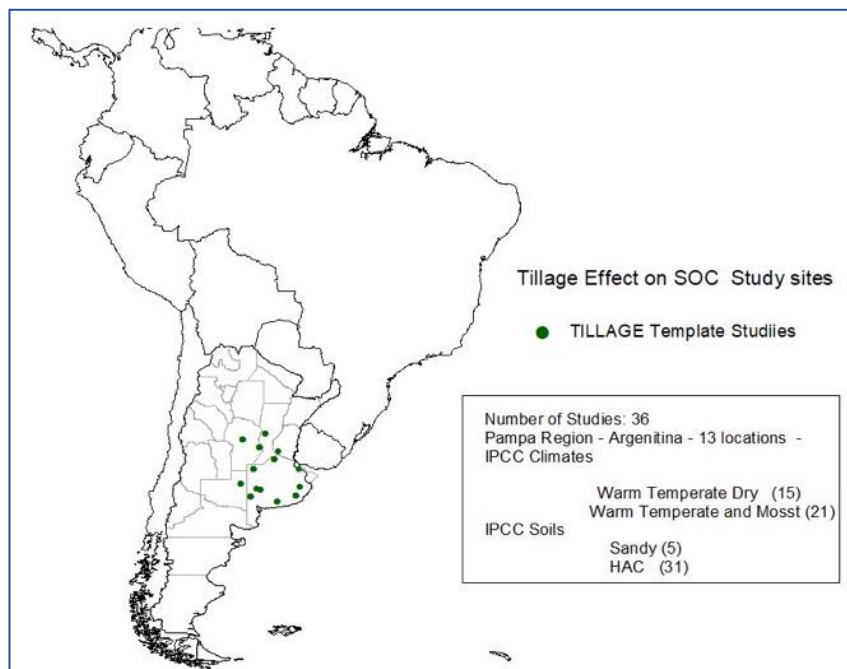 Tillage Effect on SOC Study sites
TILLAGE Template Studiies
Number of Studies: 36
Pampa Region - Argenitina - 13 locations -
IPCC Climates
Warm Temperate Dry (15)
Warm Temperate and Mosst (21)
IPCC Soils
Sandy (5)
HAC (31)